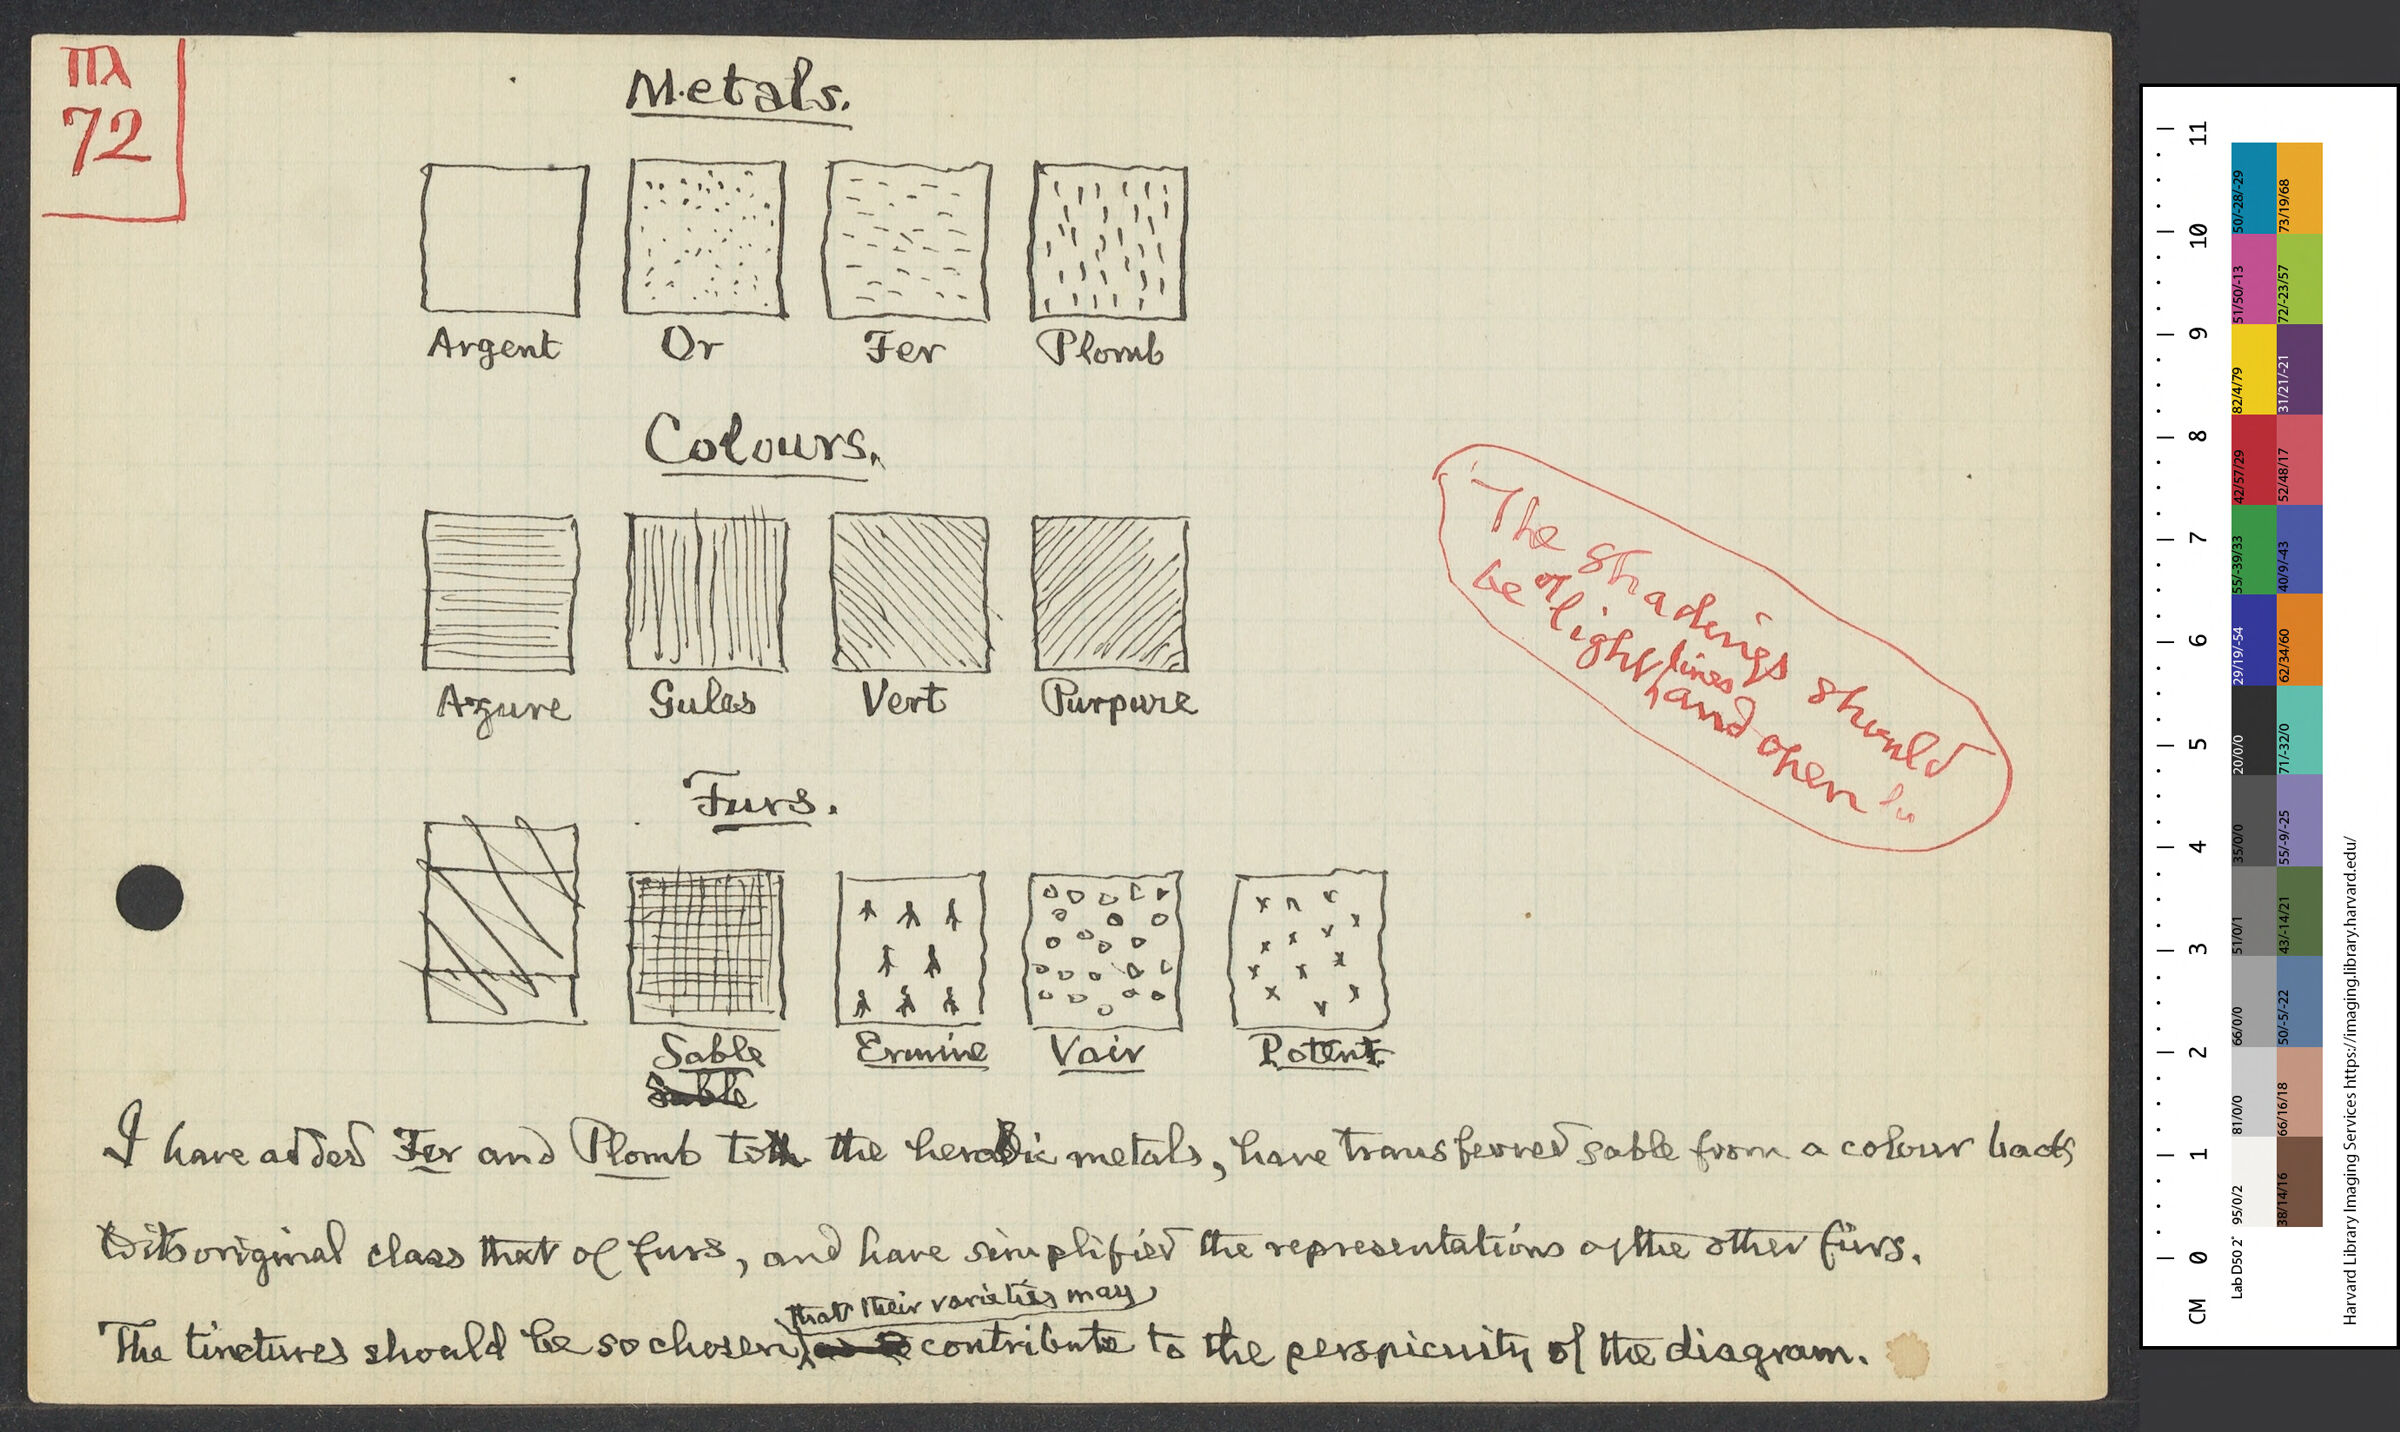 πλ
72
Metals.
Argent Or Fer Plomb
Colours.
Azure Gules Vert Purpure
The shadings should
be of light lines and open
Furs.
Sable Ermine Vair Potent
Sable
I have added Fer and Plomb to the heraldic metals, have transferred sable from a colour back
to its original class that of furs, and have simplified the representations of the other furs.
that their varieties may
The tinctures should be so chosen contribute to the perspicuity of the diagram.
CM 0 1 2 3 4 5 6 7 8 9 10 11
50/-28/-29 73/19/68
51/50/-13 72/-23/57
82/4/79 31/21/-21
42/57/29 52/48/17
55/-39/33 40/9/-43
29/19/-54 62/34/60
20/0/0 71/-32/0
35/0/0 55/-9/-25
51/0/1 43/-14/21
66/0/0 50/-5/-22
81/0/0 66/16/18
LabD50 2° 95/0/2 38/14/16
Harvard Library Imaging Services https://imaging.library.harvard.edu/